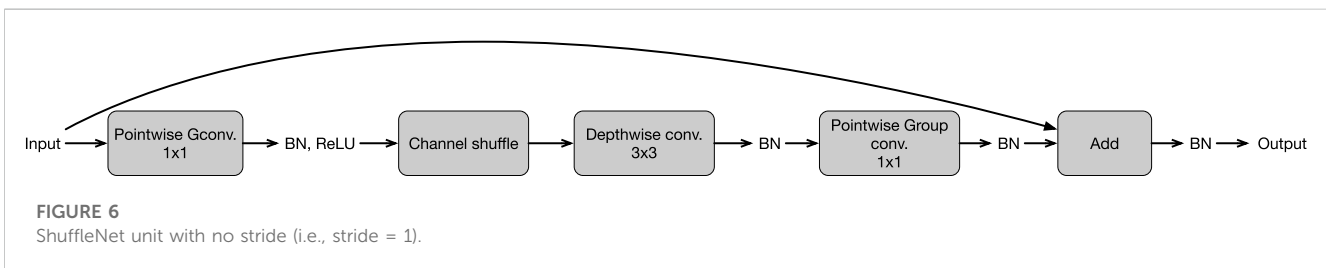 Input
Pointwise Gconv.
1x1
BN, ReLU
Channel shuffle
Depthwise conv.
3x3
BN
Pointwise Group
conv.
1x1
BN
Add
BN
Output
FIGURE 6
ShuffleNet unit with no stride (i.e., stride = 1).